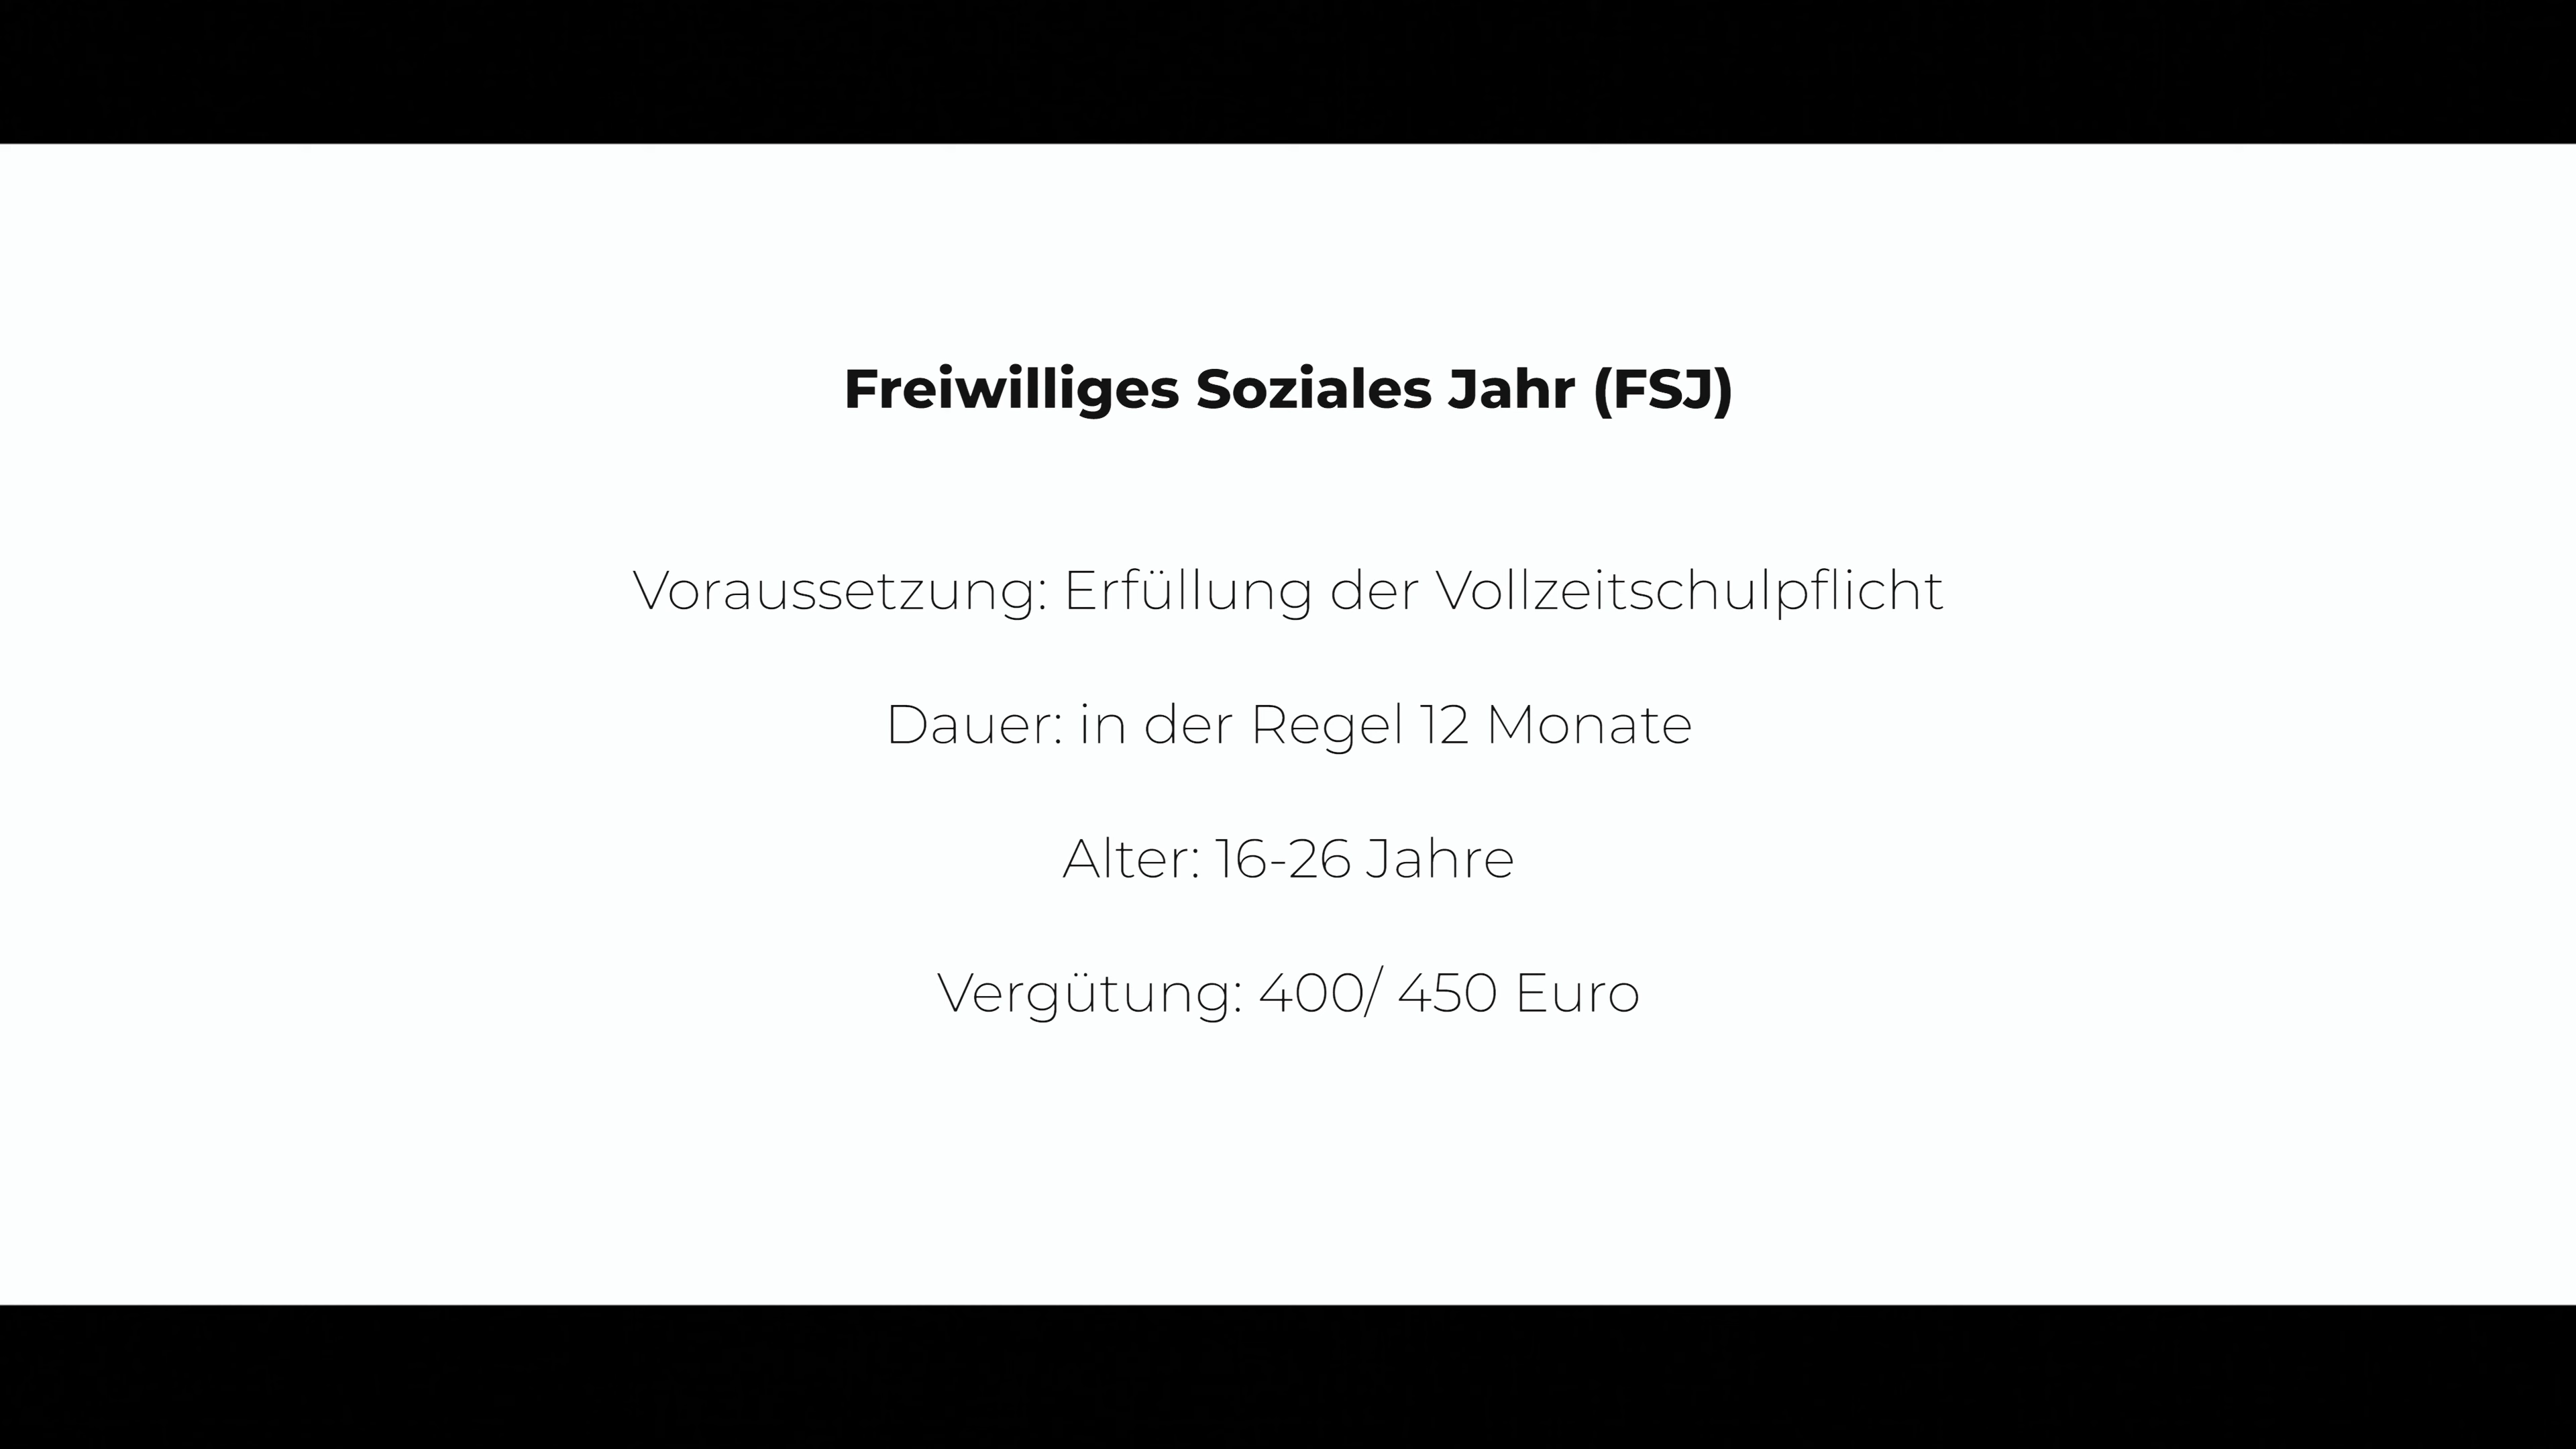 Freiwilliges Soziales Jahr (FSJ)
Voraussetzung: Erfüllung der Vollzeitschulpflicht
Dauer: in der Regel 12 Monate
Alter: 16-26 Jahre
Vergütung: 400/ 450 Euro